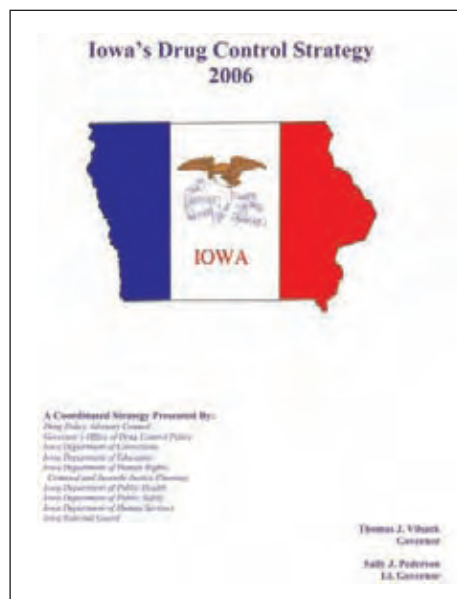 Iowa's Drug Control Strategy
2006
IOWA
A Coordinated Strategy Presented By:
Drug Policy Advisory Council
Governor's Office of Drug Control Policy
Iowa Department of Corrections
Iowa Department of Education
Iowa Department of Human Rights,
Criminal and Juvenile Justice Planning
Iowa Department of Public Health
Iowa Department of Public Safety
Iowa Department of Human Services
Iowa National Guard
Thomas J. Vilsack
Governor
Sally J. Pederson
Lt. Governor